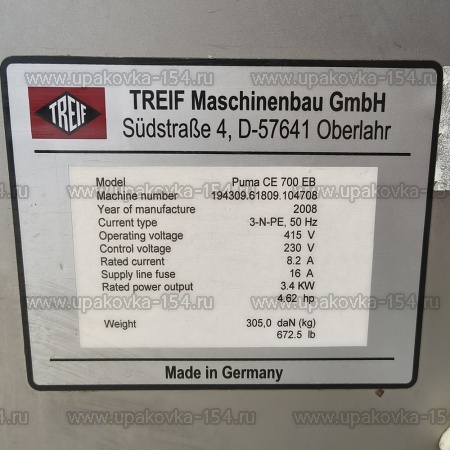 TREIF
TREIF Maschinenbau GmbH
Südstraße 4, D-57641 Oberlahr
Model Puma CE 700 EB
Machine number 194309.61809.104708
Year of manufacture 2008
Current type 3-N-PE, 50 Hz
Operating voltage 415 V
Control voltage 230 V
Rated current 8.2 A
Supply line fuse 16 A
Rated power output 3.4 KW
4.62 hp
Weight 305,0 daN (kg)
672.5 lb
Made in Germany
www.upakovka-154.ru